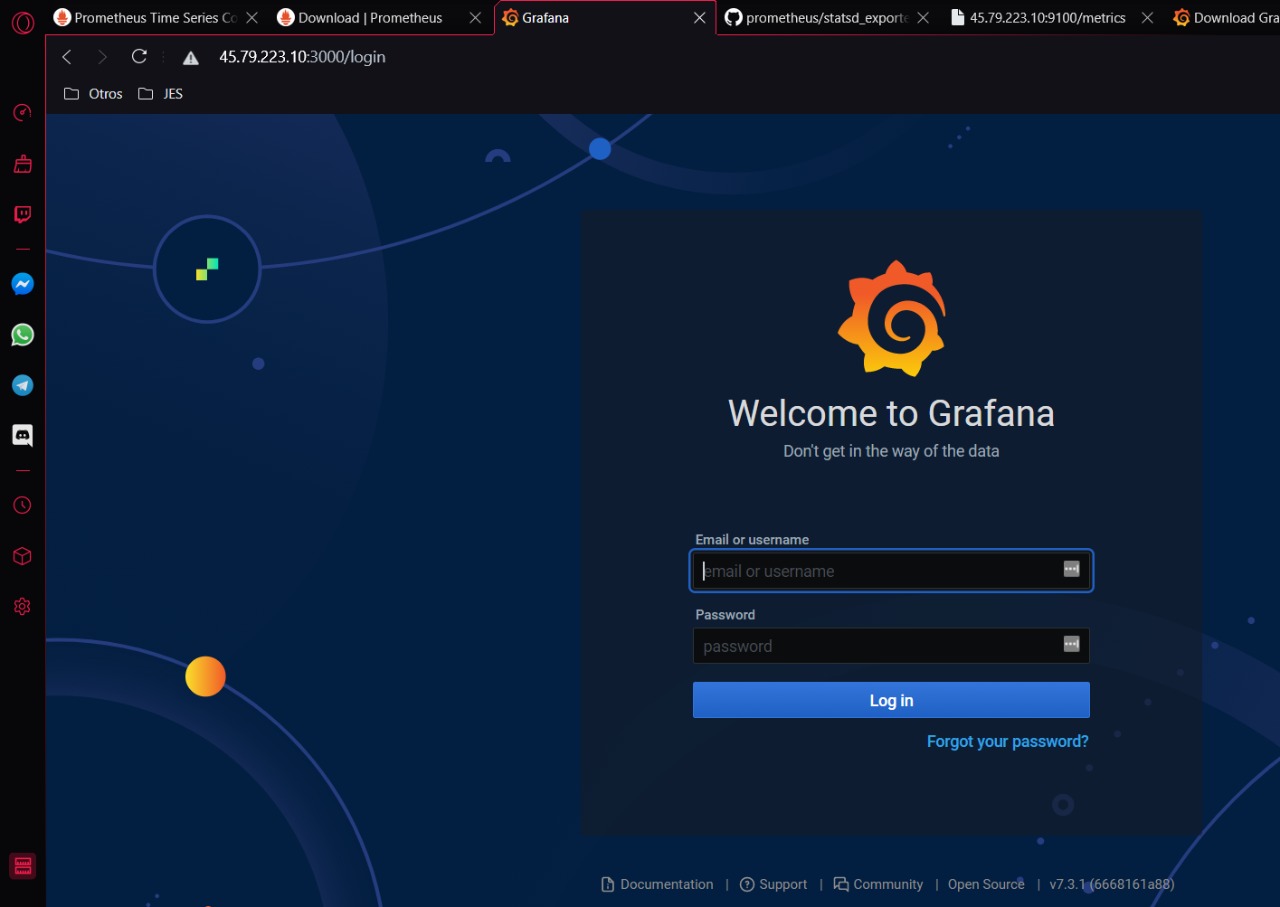 Prometheus Time Series Co
Download | Prometheus
Grafana
prometheus/statsd_exporte
45.79.223.10:9100/metrics
Download Gra
45.79.223.10:3000/login
Otros
JES
Welcome to Grafana
Don't get in the way of the data
Email or username
email or username
Password
password
Log in
Forgot your password?
Documentation | Support | Community | Open Source | v7.3.1 (6668161a88)